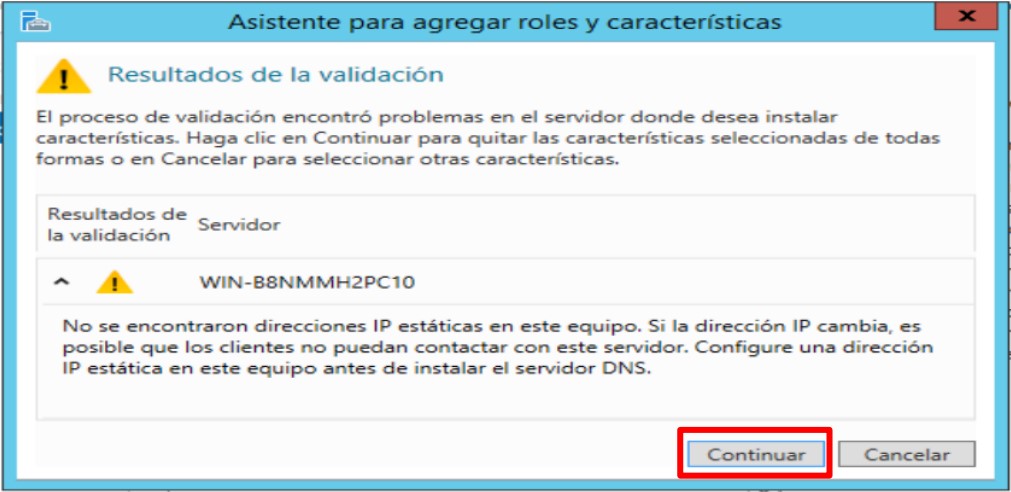 Asistente para agregar roles y características
Resultados de la validación
El proceso de validación encontró problemas en el servidor donde desea instalar
características. Haga clic en Continuar para quitar las características seleccionadas de todas
formas o en Cancelar para seleccionar otras características.
Resultados de
la validación
Servidor
WIN-B8NMMH2PC10
No se encontraron direcciones IP estáticas en este equipo. Si la dirección IP cambia, es
posible que los clientes no puedan contactar con este servidor. Configure una dirección
IP estática en este equipo antes de instalar el servidor DNS.
Continuar
Cancelar